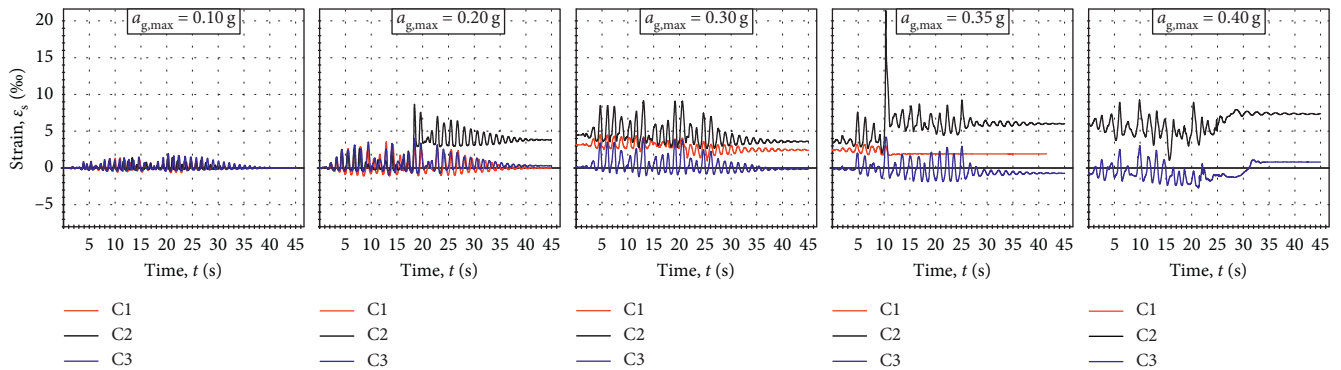 a_g,max = 0.10 g
a_g,max = 0.20 g
a_g,max = 0.30 g
a_g,max = 0.35 g
a_g,max = 0.40 g
Strain, ε_s (‰)
20
15
10
5
0
−5
5 10 15 20 25 30 35 40 45
5 10 15 20 25 30 35 40 45
5 10 15 20 25 30 35 40 45
5 10 15 20 25 30 35 40 45
5 10 15 20 25 30 35 40 45
Time, t (s)
Time, t (s)
Time, t (s)
Time, t (s)
Time, t (s)
C1
C2
C3
C1
C2
C3
C1
C2
C3
C1
C2
C3
C1
C2
C3